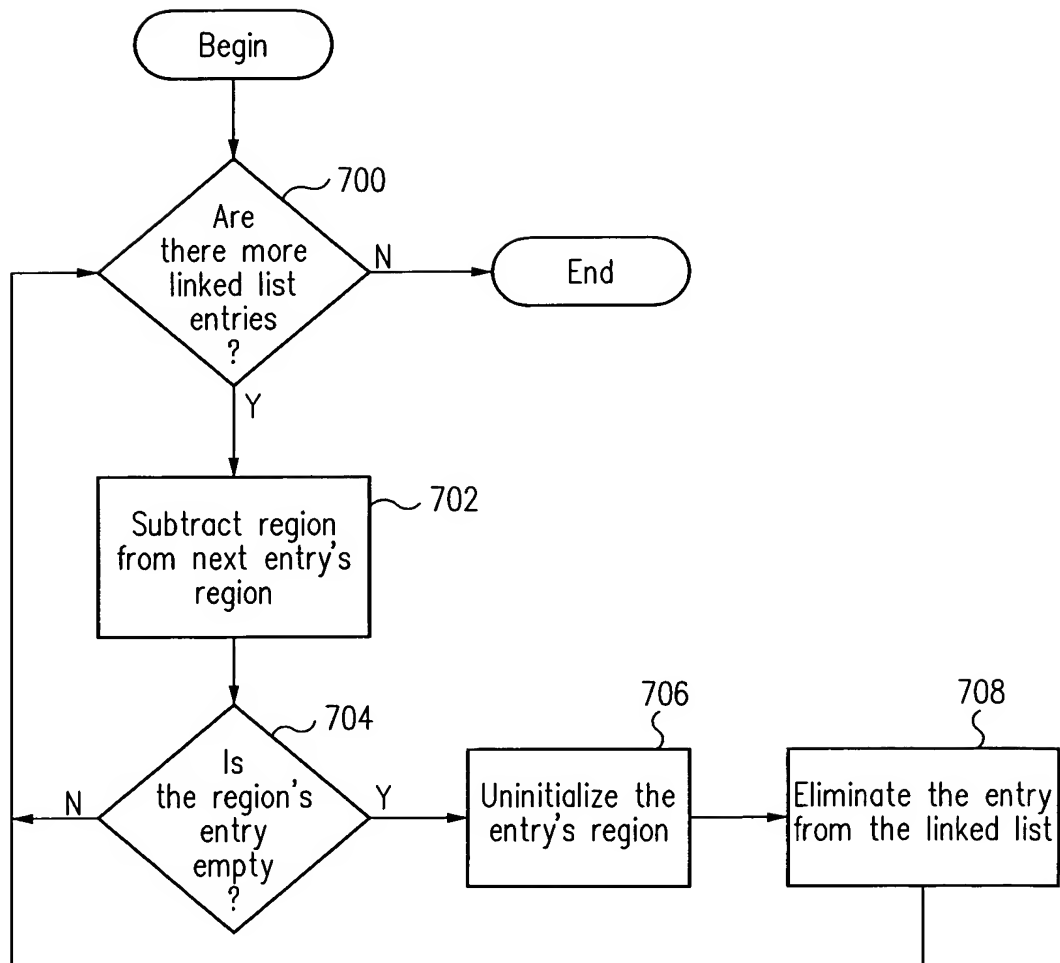 Begin
700
Are
there more
linked list
entries
?
N
End
Y
702
Subtract region
from next entry's
region
704
Is
the region's
entry
empty
?
N
Y
706
Uninitialize the
entry's region
708
Eliminate the entry
from the linked list